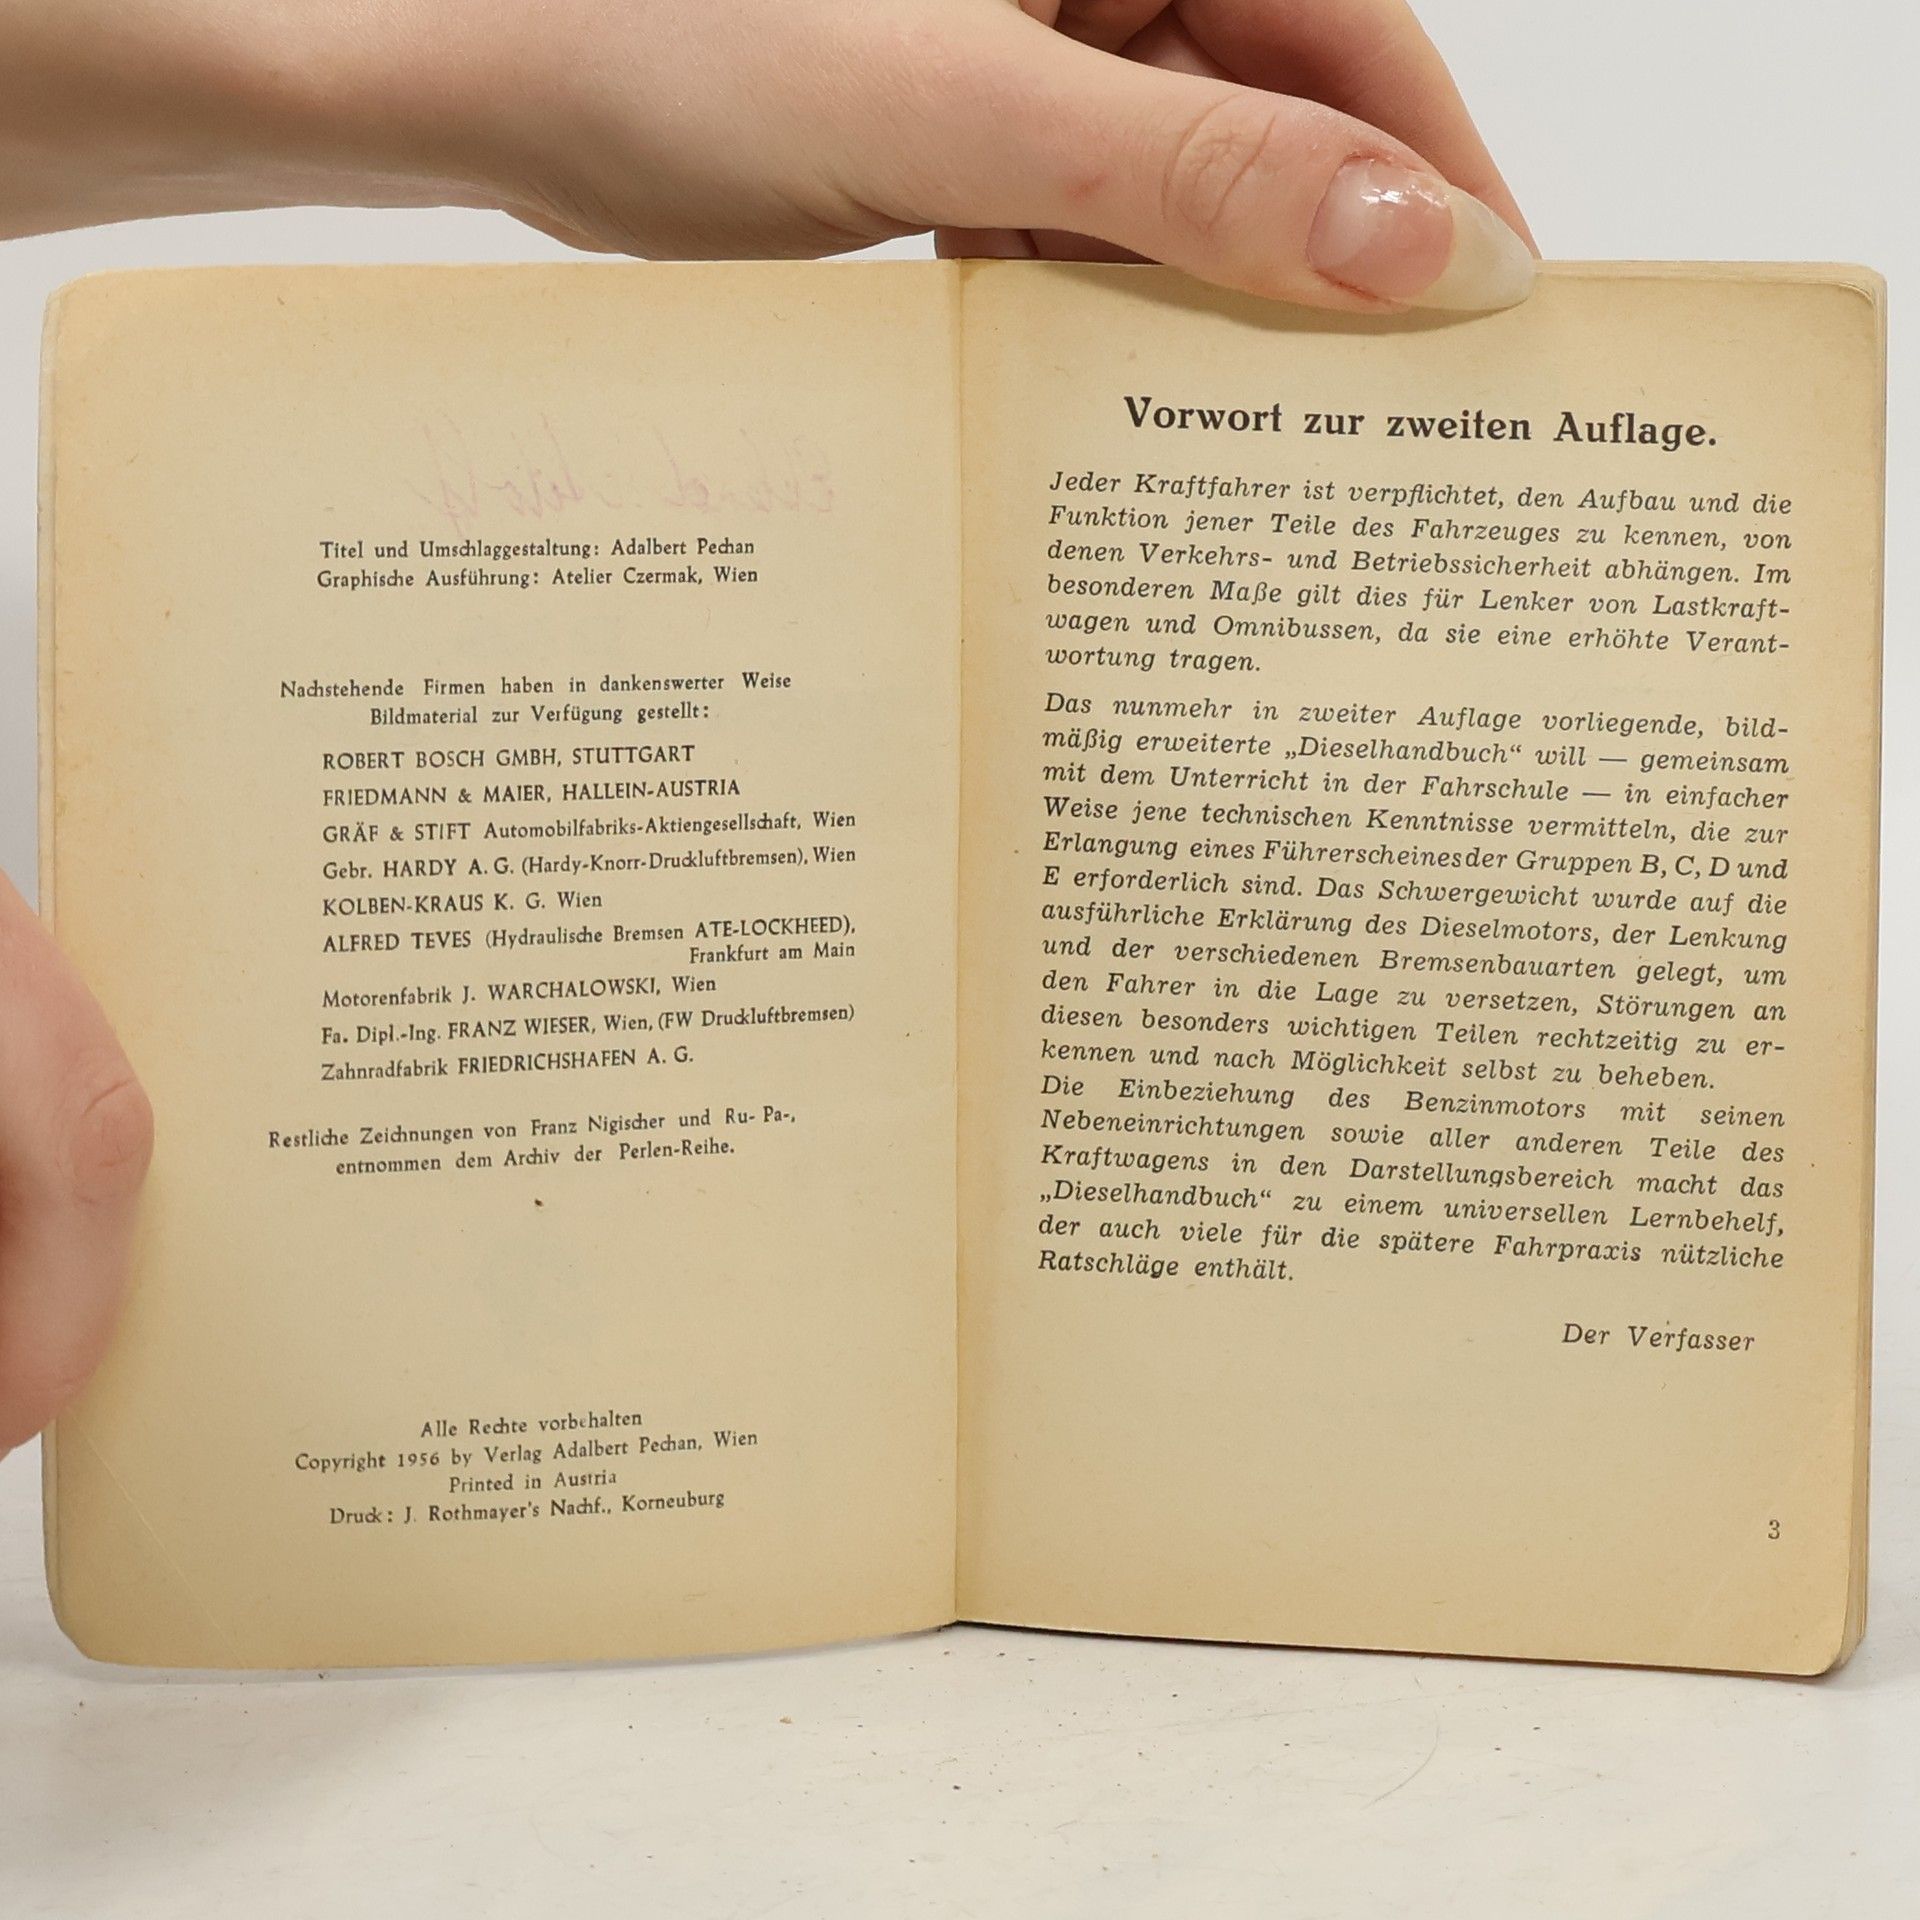 Titel und Umschlaggestaltung: Adalbert Pechan
Graphische Ausführung: Atelier Czermak, Wien
Nachstehende Firmen haben in dankenswerter Weise
Bildmaterial zur Verfügung gestellt:
ROBERT BOSCH GMBH, STUTTGART
FRIEDMANN & MAIER, HALLEIN-AUSTRIA
GRÄF & STIFT Automobilfabriks-Aktiengesellschaft, Wien
Gebr. HARDY A. G. (Hardy-Knorr-Druckluftbremsen), Wien
KOLBEN-KRAUS K. G. Wien
ALFRED TEVES (Hydraulische Bremsen ATE-LOCKHEED),
Frankfurt am Main
Motorenfabrik J. WARCHALOWSKI, Wien
Fa. Dipl.-Ing. FRANZ WIESER, Wien, (FW Druckluftbremsen)
Zahnradfabrik FRIEDRICHSHAFEN A. G.
Restliche Zeichnungen von Franz Nigischer und Ru- Pa-,
entnommen dem Archiv der Perlen-Reihe.
Alle Rechte vorbehalten
Copyright 1956 by Verlag Adalbert Pechan, Wien
Printed in Austria
Druck: J. Rothmayer's Nachf., Korneuburg
Vorwort zur zweiten Auflage.
Jeder Kraftfahrer ist verpflichtet, den Aufbau und die
Funktion jener Teile des Fahrzeuges zu kennen, von
denen Verkehrs- und Betriebssicherheit abhängen. Im
besonderen Maße gilt dies für Lenker von Lastkraft-
wagen und Omnibussen, da sie eine erhöhte Verant-
wortung tragen.
Das nunmehr in zweiter Auflage vorliegende, bild-
mäßig erweiterte „Dieselhandbuch“ will — gemeinsam
mit dem Unterricht in der Fahrschule — in einfacher
Weise jene technischen Kenntnisse vermitteln, die zur
Erlangung eines Führerscheinesder Gruppen B, C, D und
E erforderlich sind. Das Schwergewicht wurde auf die
ausführliche Erklärung des Dieselmotors, der Lenkung
und der verschiedenen Bremsenbauarten gelegt, um
den Fahrer in die Lage zu versetzen, Störungen an
diesen besonders wichtigen Teilen rechtzeitig zu er-
kennen und nach Möglichkeit selbst zu beheben.
Die Einbeziehung des Benzinmotors mit seinen
Nebeneinrichtungen sowie aller anderen Teile des
Kraftwagens in den Darstellungsbereich macht das
„Dieselhandbuch“ zu einem universellen Lernbehelf,
der auch viele für die spätere Fahrpraxis nützliche
Ratschläge enthält.
Der Verfasser
3